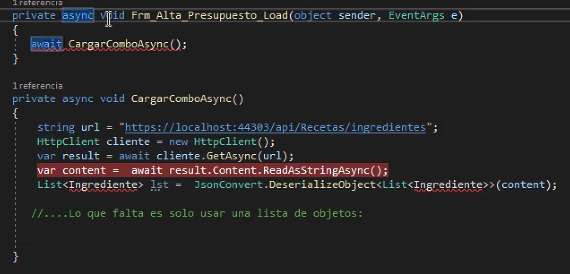 1 referencia
private async void Frm_Alta_Presupuesto_Load(object sender, EventArgs e)
{
await CargarComboAsync();
}
1 referencia
private async void CargarComboAsync()
{
string url = "https://localhost:44303/api/Recetas/ingredientes";
HttpClient cliente = new HttpClient();
var result = await cliente.GetAsync(url);
var content = await result.Content.ReadAsStringAsync();
List<Ingrediente> lst = JsonConvert.DeserializeObject<List<Ingrediente>>(content);
//....Lo que falta es solo usar una lista de objetos:
}